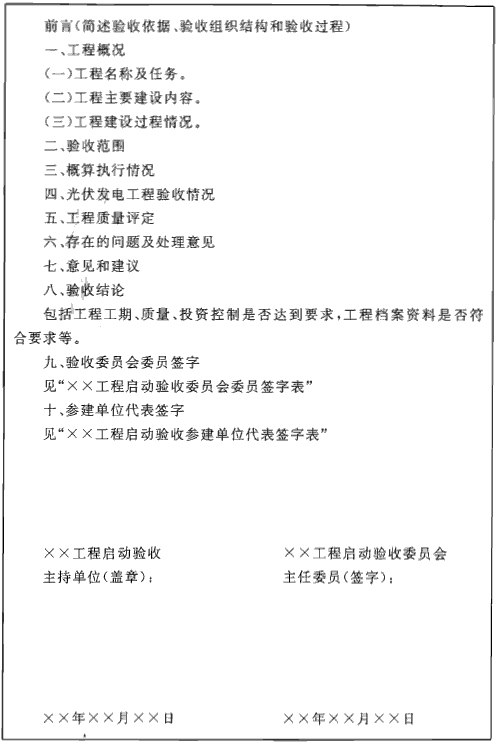 前言(简述验收依据、验收组织结构和验收过程)
一、工程概况
(一)工程名称及任务。
(二)工程主要建设内容。
(三)工程建设过程情况。
二、验收范围
三、概算执行情况
四、光伏发电工程验收情况
五、工程质量评定
六、存在的问题及处理意见
七、意见和建议
八、验收结论
包括工程工期、质量、投资控制是否达到要求,工程档案资料是否符
合要求等。
九、验收委员会委员签字
见“××工程启动验收委员会委员签字表”
十、参建单位代表签字
见“××工程启动验收参建单位代表签字表”
××工程启动验收 ××工程启动验收委员会
主持单位(盖章): 主任委员(签字):
××年××月××日 ××年××月××日